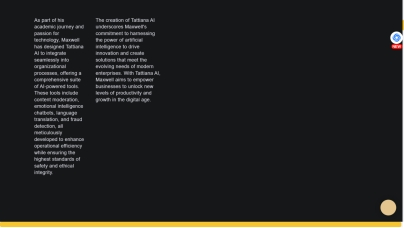 As part of his
academic journey and
passion for
technology, Maxwell
has designed Tattiana
AI to integrate
seamlessly into
organizational
processes, offering a
comprehensive suite
of AI-powered tools.
These tools include
content moderation,
emotional intelligence
chatbots, language
translation, and fraud
detection, all
meticulously
developed to enhance
operational efficiency
while ensuring the
highest standards of
safety and ethical
integrity.
The creation of Tattiana AI
underscores Maxwell's
commitment to harnessing
the power of artificial
intelligence to drive
innovation and create
solutions that meet the
evolving needs of modern
enterprises. With Tattiana AI,
Maxwell aims to empower
businesses to unlock new
levels of productivity and
growth in the digital age.
NEW